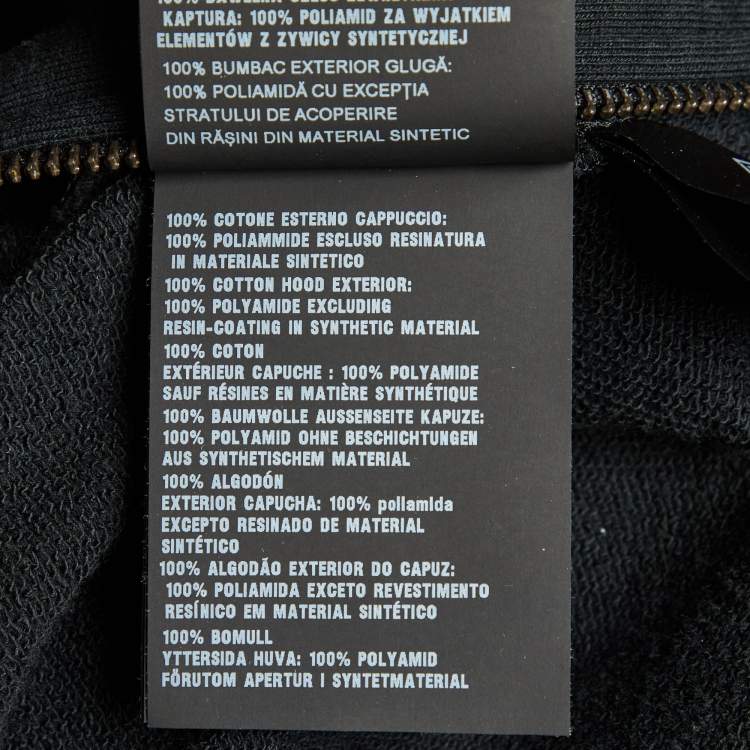 KAPTURA: 100% POLIAMID ZA WYJATKIEM
ELEMENTÓW Z ZYWICY SYNTETYCZNEJ
100% BUMBAC EXTERIOR GLUGĂ:
100% POLIAMIDĂ CU EXCEPȚIA
STRATULUI DE ACOPERIRE
DIN RĂȘINI DIN MATERIAL SINTETIC
100% COTONE ESTERNO CAPPUCCIO:
100% POLIAMMIDE ESCLUSO RESINATURA
IN MATERIALE SINTETICO
100% COTTON HOOD EXTERIOR:
100% POLYAMIDE EXCLUDING
RESIN-COATING IN SYNTHETIC MATERIAL
100% COTON
EXTÉRIEUR CAPUCHE : 100% POLYAMIDE
SAUF RÉSINES EN MATIÈRE SYNTHÉTIQUE
100% BAUMWOLLE AUSSENSEITE KAPUZE:
100% POLYAMID OHNE BESCHICHTUNGEN
AUS SYNTHETISCHEM MATERIAL
100% ALGODÓN
EXTERIOR CAPUCHA: 100% poliamida
EXCEPTO RESINADO DE MATERIAL
SINTÉTICO
100% ALGODÃO EXTERIOR DO CAPUZ:
100% POLIAMIDA EXCETO REVESTIMENTO
RESÍNICO EM MATERIAL SINTÉTICO
100% BOMULL
YTTERSIDA HUVA: 100% POLYAMID
FŐRUTOM APERTUR I SYNTETMATERIAL